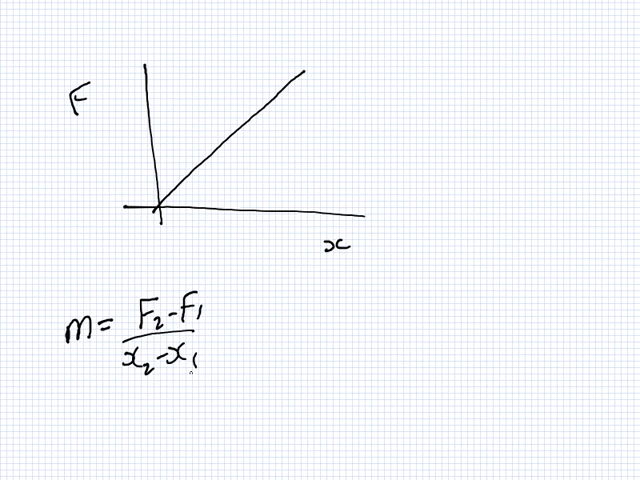 F
x
m = F₂-F₁
x₂-x₁